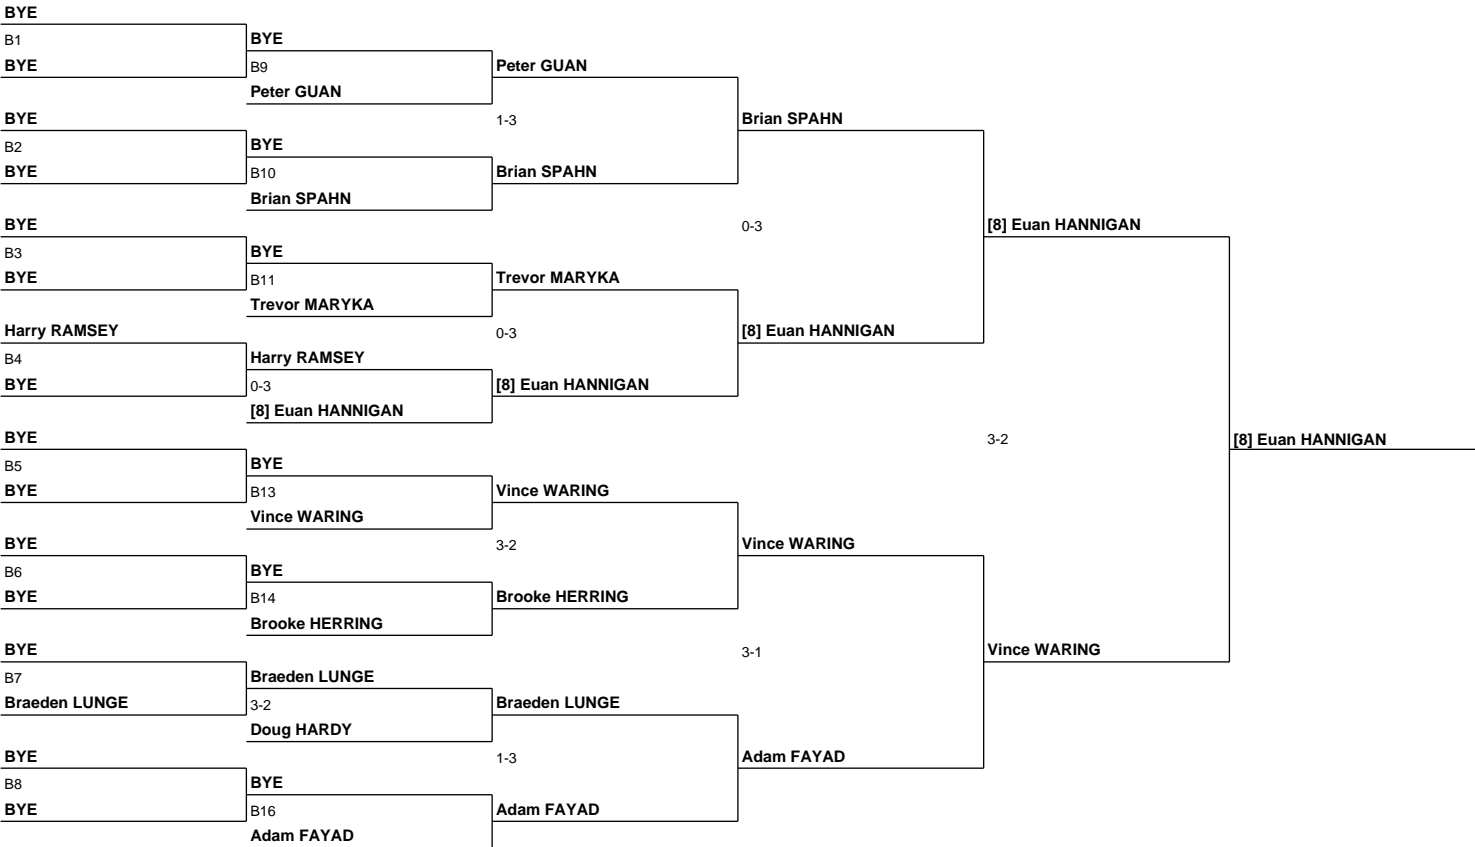 BYE
B1
BYE
BYE
B2
BYE
BYE
B3
BYE
Harry RAMSEY
B4
BYE
BYE
B5
BYE
BYE
B6
BYE
BYE
B7
Braeden LUNGE
BYE
B8
BYE
BYE
B9
Peter GUAN
BYE
B10
Brian SPAHN
BYE
B11
Trevor MARYKA
Harry RAMSEY
0-3
[8] Euan HANNIGAN
BYE
B13
Vince WARING
BYE
B14
Brooke HERRING
Braeden LUNGE
3-2
Doug HARDY
BYE
B16
Adam FAYAD
Peter GUAN
1-3
Brian SPAHN
Trevor MARYKA
0-3
[8] Euan HANNIGAN
Vince WARING
3-2
Brooke HERRING
Braeden LUNGE
1-3
Adam FAYAD
Brian SPAHN
0-3
[8] Euan HANNIGAN
Vince WARING
3-1
Adam FAYAD
[8] Euan HANNIGAN
3-2
Vince WARING
[8] Euan HANNIGAN